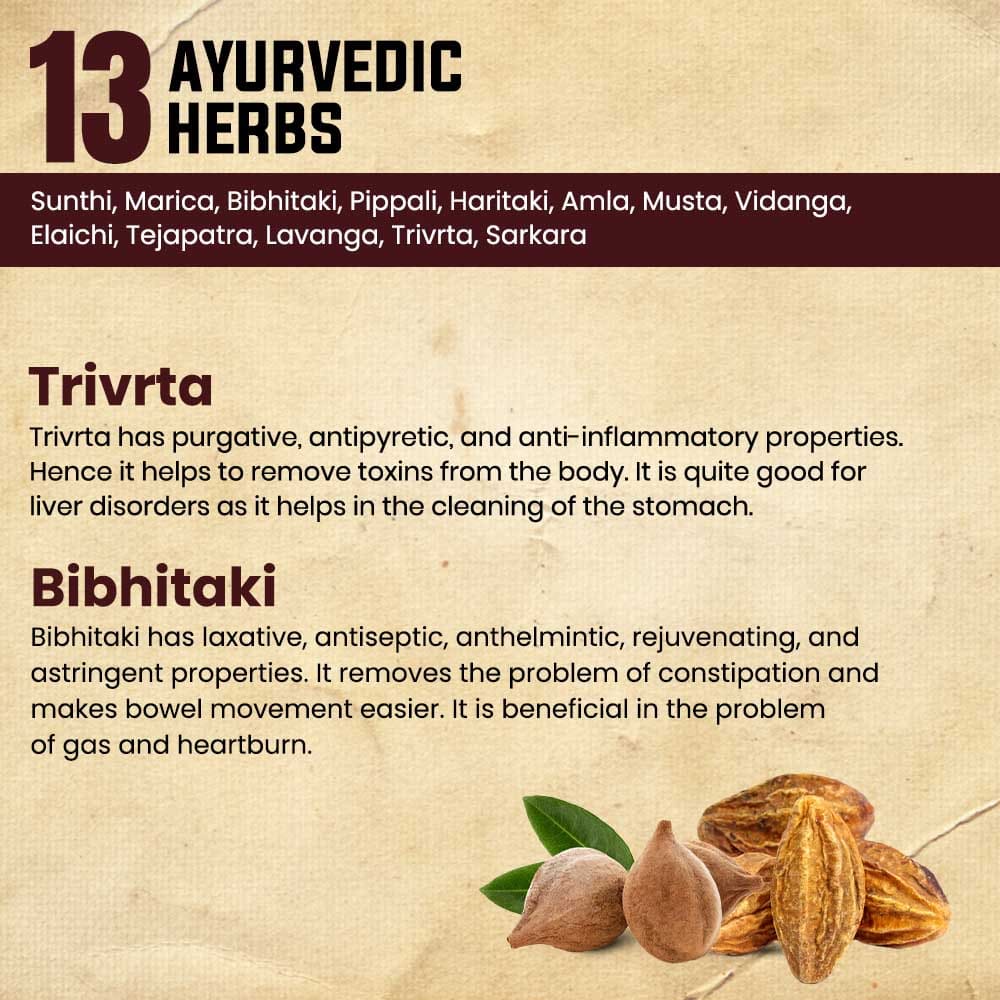 13 AYURVEDIC
HERBS
Sunthi, Marica, Bibhitaki, Pippali, Haritaki, Amla, Musta, Vidanga,
Elaichi, Tejapatra, Lavanga, Trivrta, Sarkara
Trivrta
Trivrta has purgative, antipyretic, and anti-inflammatory properties.
Hence it helps to remove toxins from the body. It is quite good for
liver disorders as it helps in the cleaning of the stomach.
Bibhitaki
Bibhitaki has laxative, antiseptic, anthelmintic, rejuvenating, and
astringent properties. It removes the problem of constipation and
makes bowel movement easier. It is beneficial in the problem
of gas and heartburn.